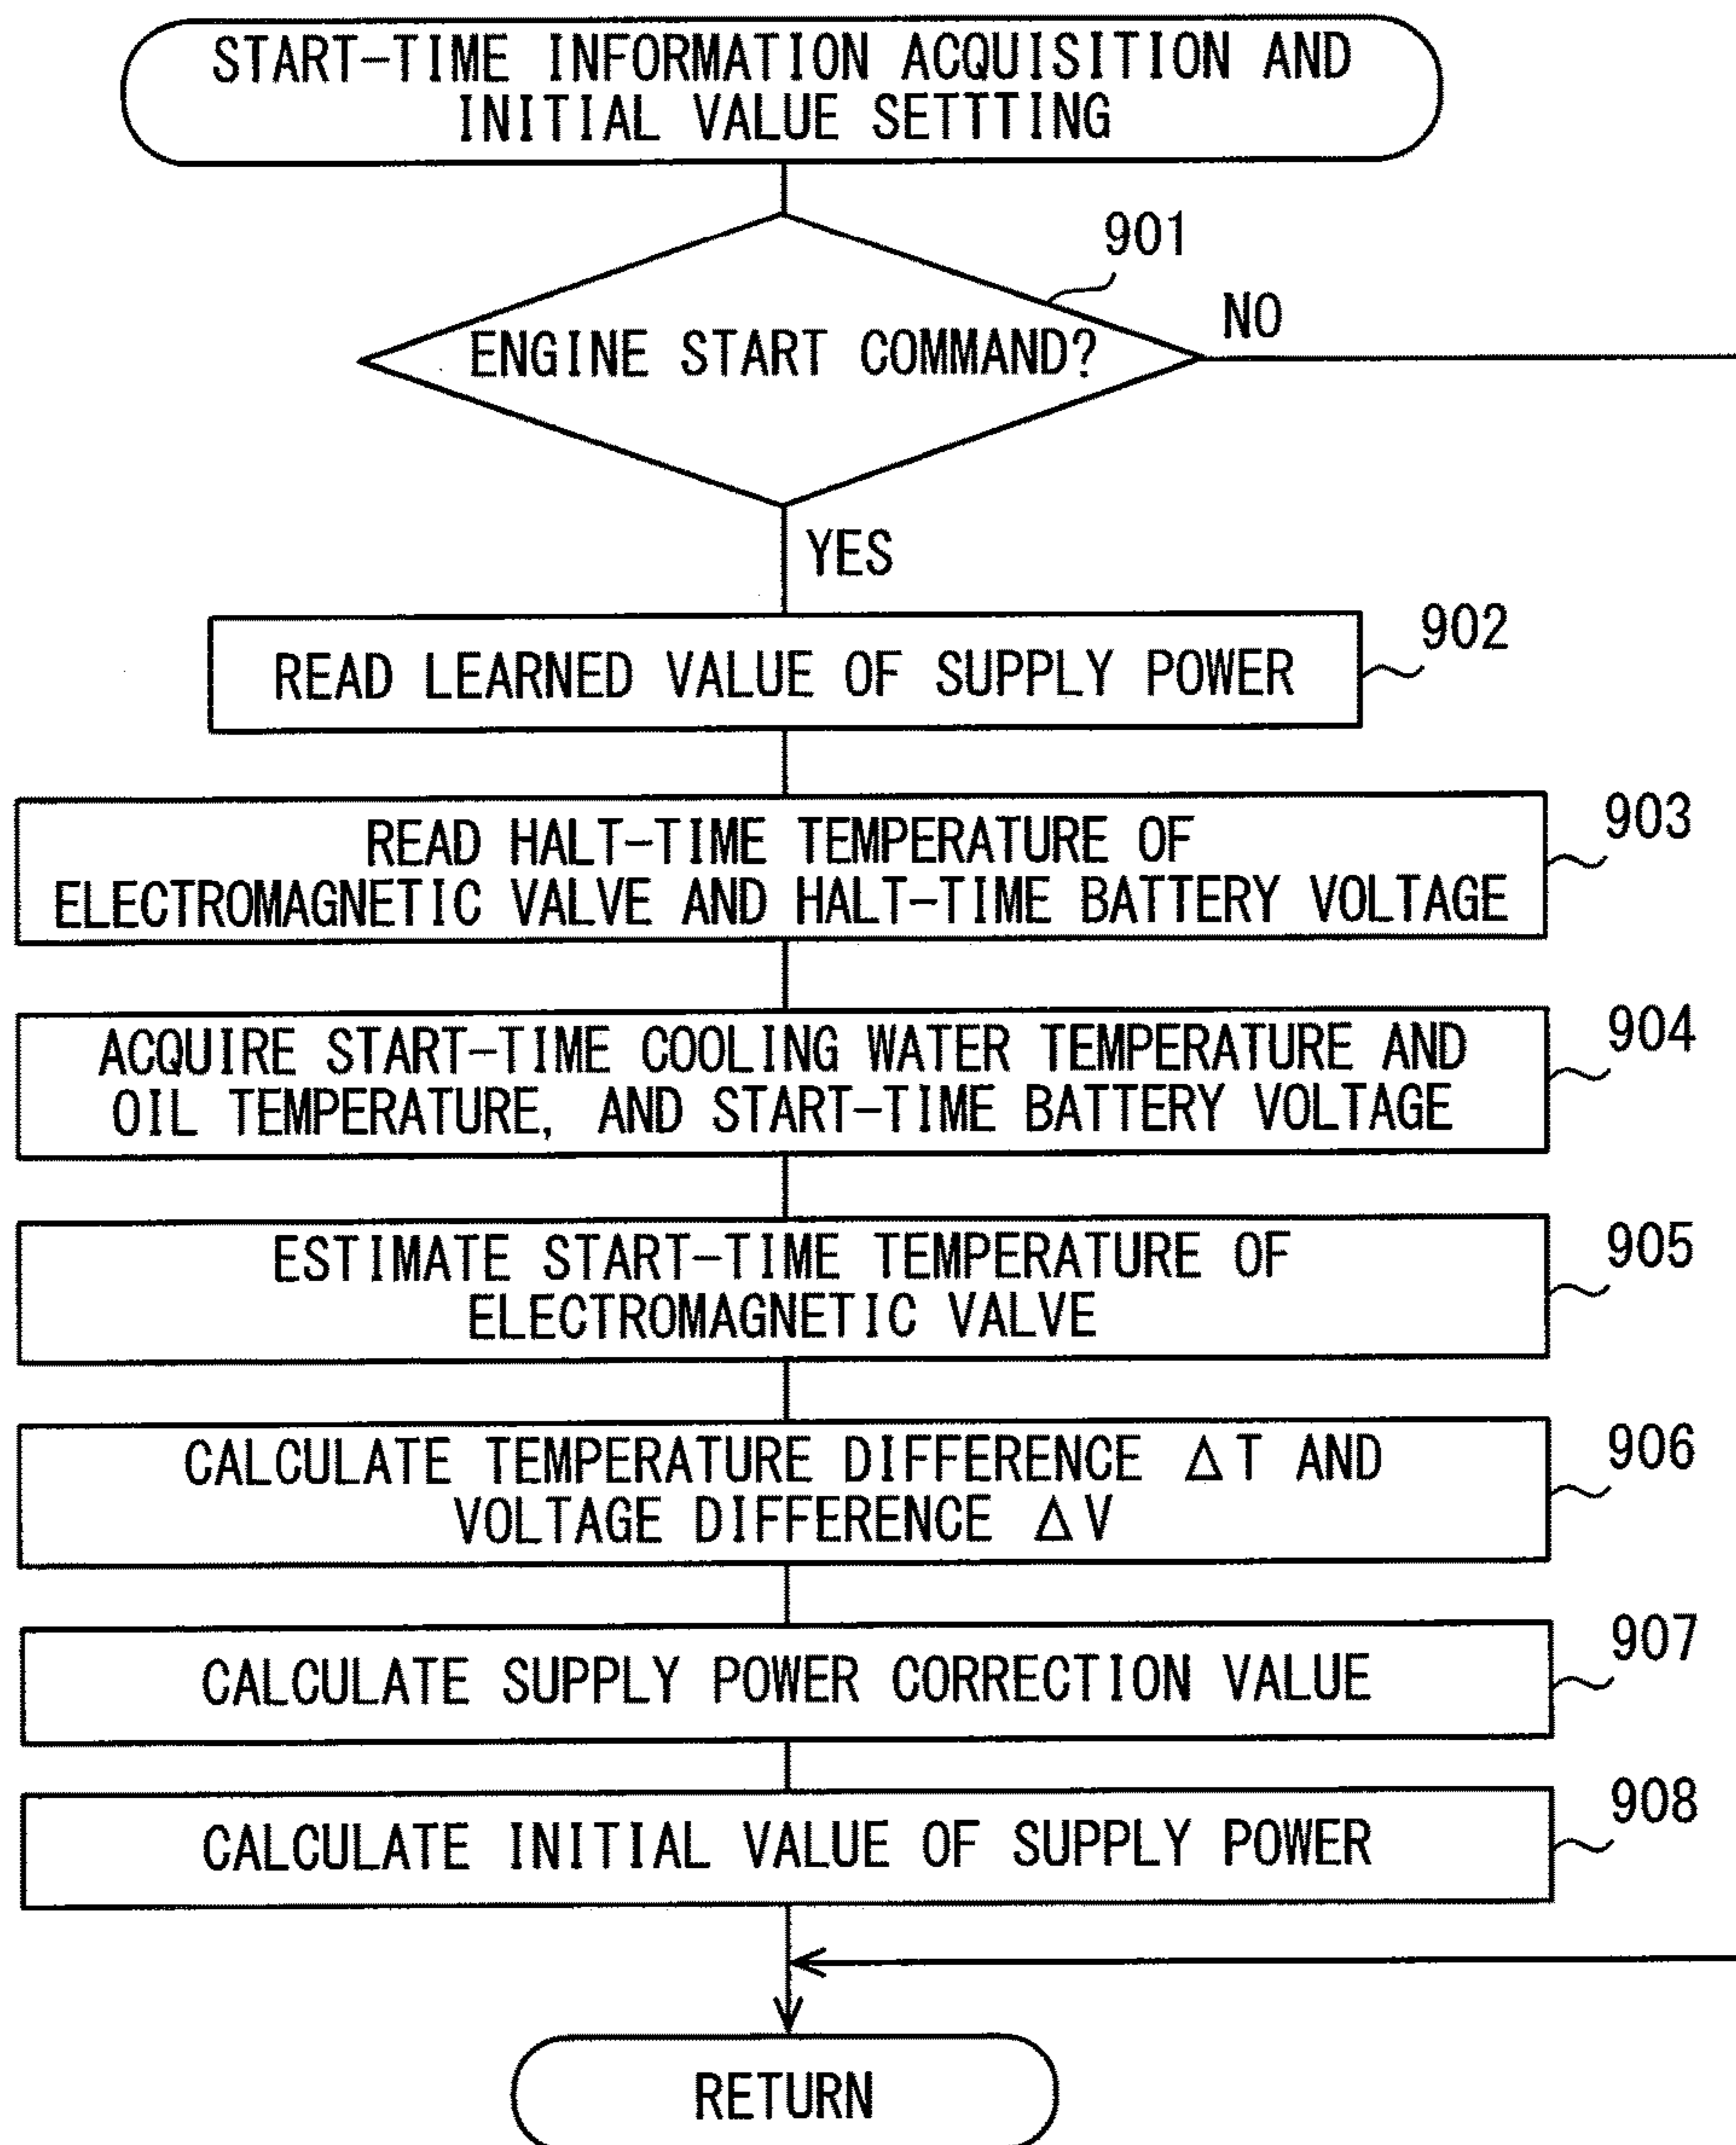 START-TIME INFORMATION ACQUISITION AND
INITIAL VALUE SETTTING
901
ENGINE START COMMAND?
NO
YES
902
READ LEARNED VALUE OF SUPPLY POWER
903
READ HALT-TIME TEMPERATURE OF
ELECTROMAGNETIC VALVE AND HALT-TIME BATTERY VOLTAGE
904
ACQUIRE START-TIME COOLING WATER TEMPERATURE AND
OIL TEMPERATURE, AND START-TIME BATTERY VOLTAGE
905
ESTIMATE START-TIME TEMPERATURE OF
ELECTROMAGNETIC VALVE
906
CALCULATE TEMPERATURE DIFFERENCE ΔT AND
VOLTAGE DIFFERENCE ΔV
907
CALCULATE SUPPLY POWER CORRECTION VALUE
908
CALCULATE INITIAL VALUE OF SUPPLY POWER
RETURN